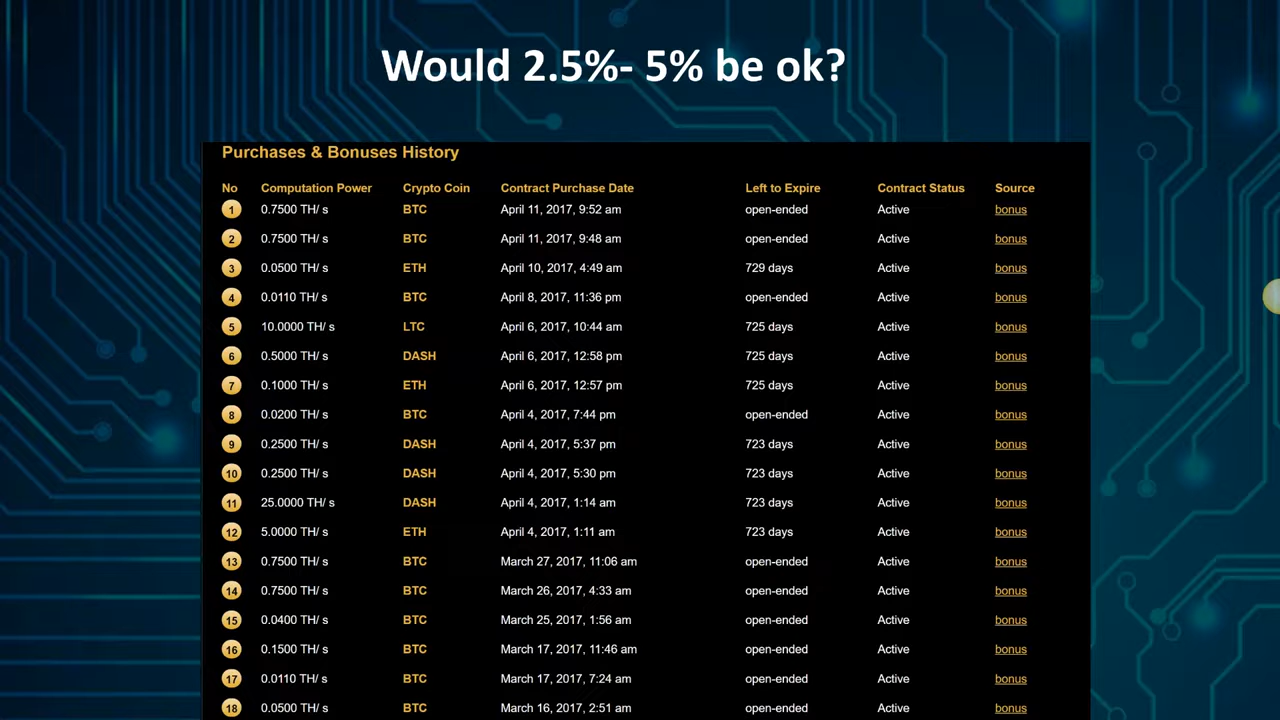 Would 2.5%- 5% be ok?
Purchases & Bonuses History
No Computation Power Crypto Coin Contract Purchase Date Left to Expire Contract Status Source
1 0.7500 TH/ s BTC April 11, 2017, 9:52 am open-ended Active bonus
2 0.7500 TH/ s BTC April 11, 2017, 9:48 am open-ended Active bonus
3 0.0500 TH/ s ETH April 10, 2017, 4:49 am 729 days Active bonus
4 0.0110 TH/ s BTC April 8, 2017, 11:36 pm open-ended Active bonus
5 10.0000 TH/ s LTC April 6, 2017, 10:44 am 725 days Active bonus
6 0.5000 TH/ s DASH April 6, 2017, 12:58 pm 725 days Active bonus
7 0.1000 TH/ s ETH April 6, 2017, 12:57 pm 725 days Active bonus
8 0.0200 TH/ s BTC April 4, 2017, 7:44 pm open-ended Active bonus
9 0.2500 TH/ s DASH April 4, 2017, 5:37 pm 723 days Active bonus
10 0.2500 TH/ s DASH April 4, 2017, 5:30 pm 723 days Active bonus
11 25.0000 TH/ s DASH April 4, 2017, 1:14 am 723 days Active bonus
12 5.0000 TH/ s ETH April 4, 2017, 1:11 am 723 days Active bonus
13 0.7500 TH/ s BTC March 27, 2017, 11:06 am open-ended Active bonus
14 0.7500 TH/ s BTC March 26, 2017, 4:33 am open-ended Active bonus
15 0.0400 TH/ s BTC March 25, 2017, 1:56 am open-ended Active bonus
16 0.1500 TH/ s BTC March 17, 2017, 11:46 am open-ended Active bonus
17 0.0110 TH/ s BTC March 17, 2017, 7:24 am open-ended Active bonus
18 0.0500 TH/ s BTC March 16, 2017, 2:51 am open-ended Active bonus